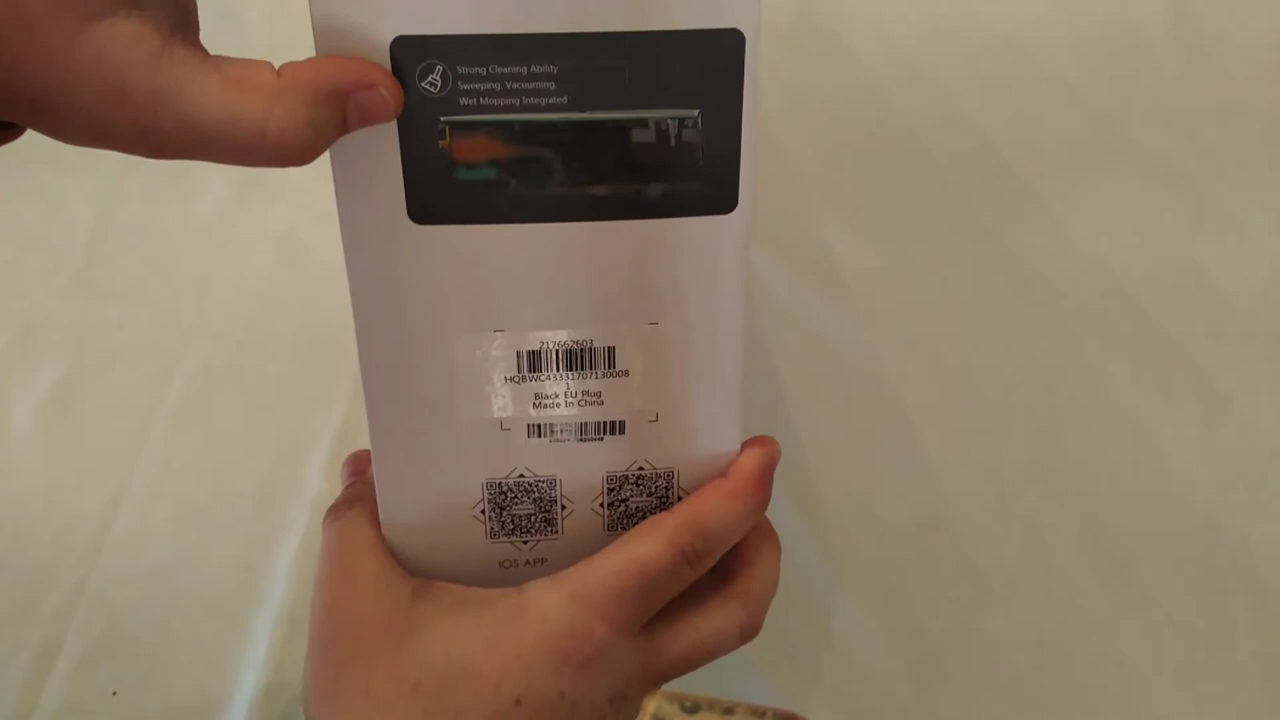 Strong Cleaning Ability
Sweeping, Vacuuming,
Wet Mopping Integrated
217662603
HQBWC43331707130008
1
Black EU Plug
Made In China
IOS APP